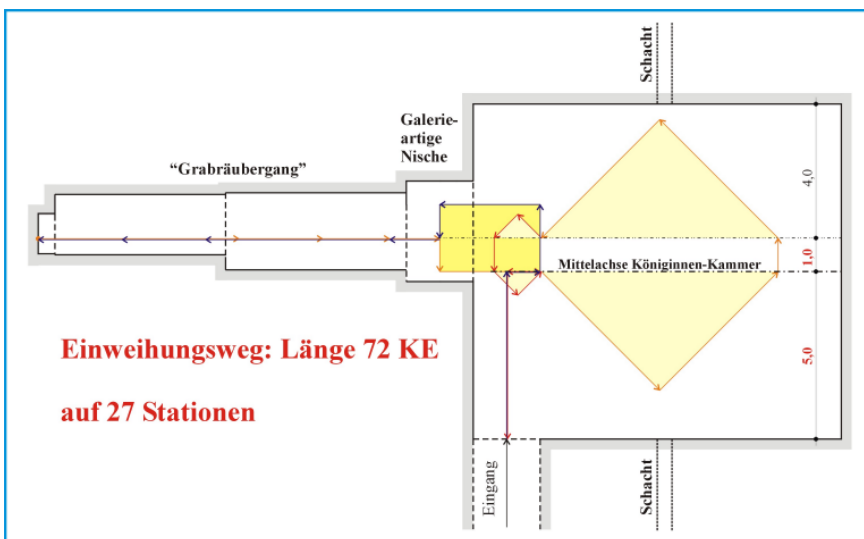 Schacht
Galerie-
artige
Nische
“Grabräubergang”
4,0
1,0
Mittelachse Königinnen-Kammer
Einweihungsweg: Länge 72 KE
auf 27 Stationen
5,0
Eingang
Schacht